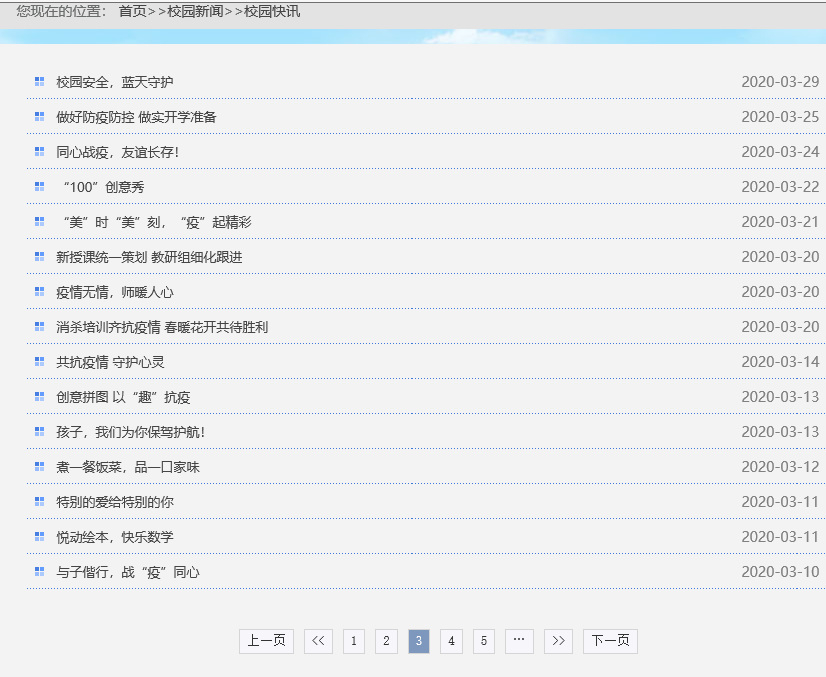 您现在的位置： 首页>>校园新闻>>校园快讯
校园安全，蓝天守护 2020-03-29
做好防疫防控 做实开学准备 2020-03-25
同心战疫，友谊长存！ 2020-03-24
“100”创意秀 2020-03-22
“美”时“美”刻，“疫”起精彩 2020-03-21
新授课统一策划 教研组细化跟进 2020-03-20
疫情无情，师暖人心 2020-03-20
消杀培训齐抗疫情 春暖花开共待胜利 2020-03-20
共抗疫情 守护心灵 2020-03-14
创意拼图 以“趣”抗疫 2020-03-13
孩子，我们为你保驾护航！ 2020-03-13
煮一餐饭菜，品一口家味 2020-03-12
特别的爱给特别的你 2020-03-11
悦动绘本，快乐数学 2020-03-11
与子偕行，战“疫”同心 2020-03-10
上一页 << 1 2 3 4 5 ··· >> 下一页